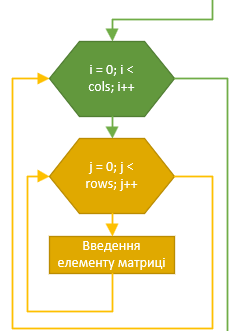 i = 0; i <
cols; i++
j = 0; j <
rows; j++
Введення
елементу матриці